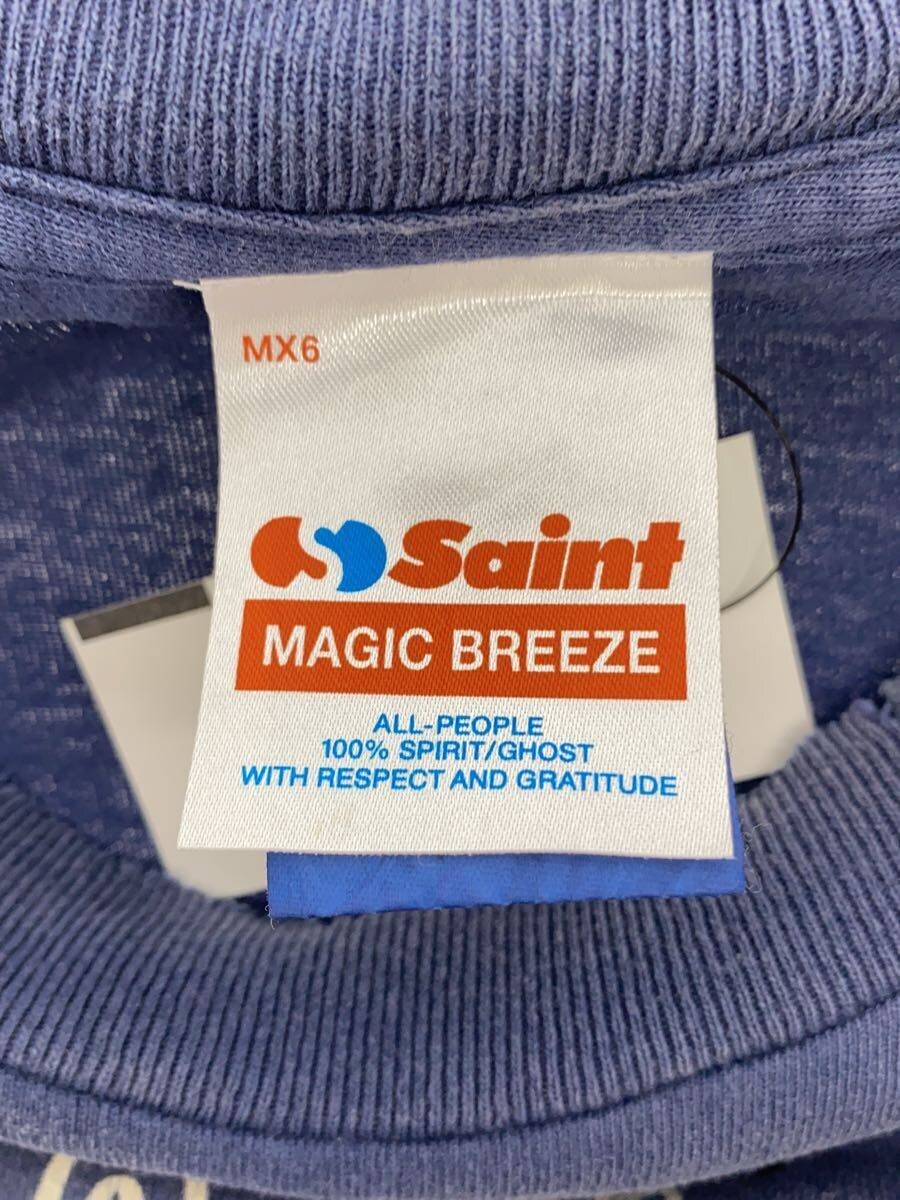 MX6
Saint
MAGIC BREEZE
ALL-PEOPLE
100% SPIRIT/GHOST
WITH RESPECT AND GRATITUDE